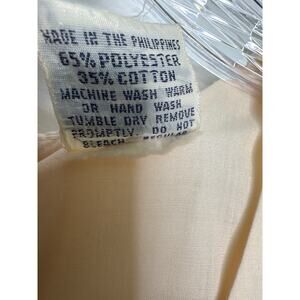 MADE IN THE PHILIPPINES
65% POLYESTER
35% COTTON
MACHINE WASH WARM
OR HAND WASH
TUMBLE DRY REMOVE
PROMPTLY. DO NOT
BLEACH.